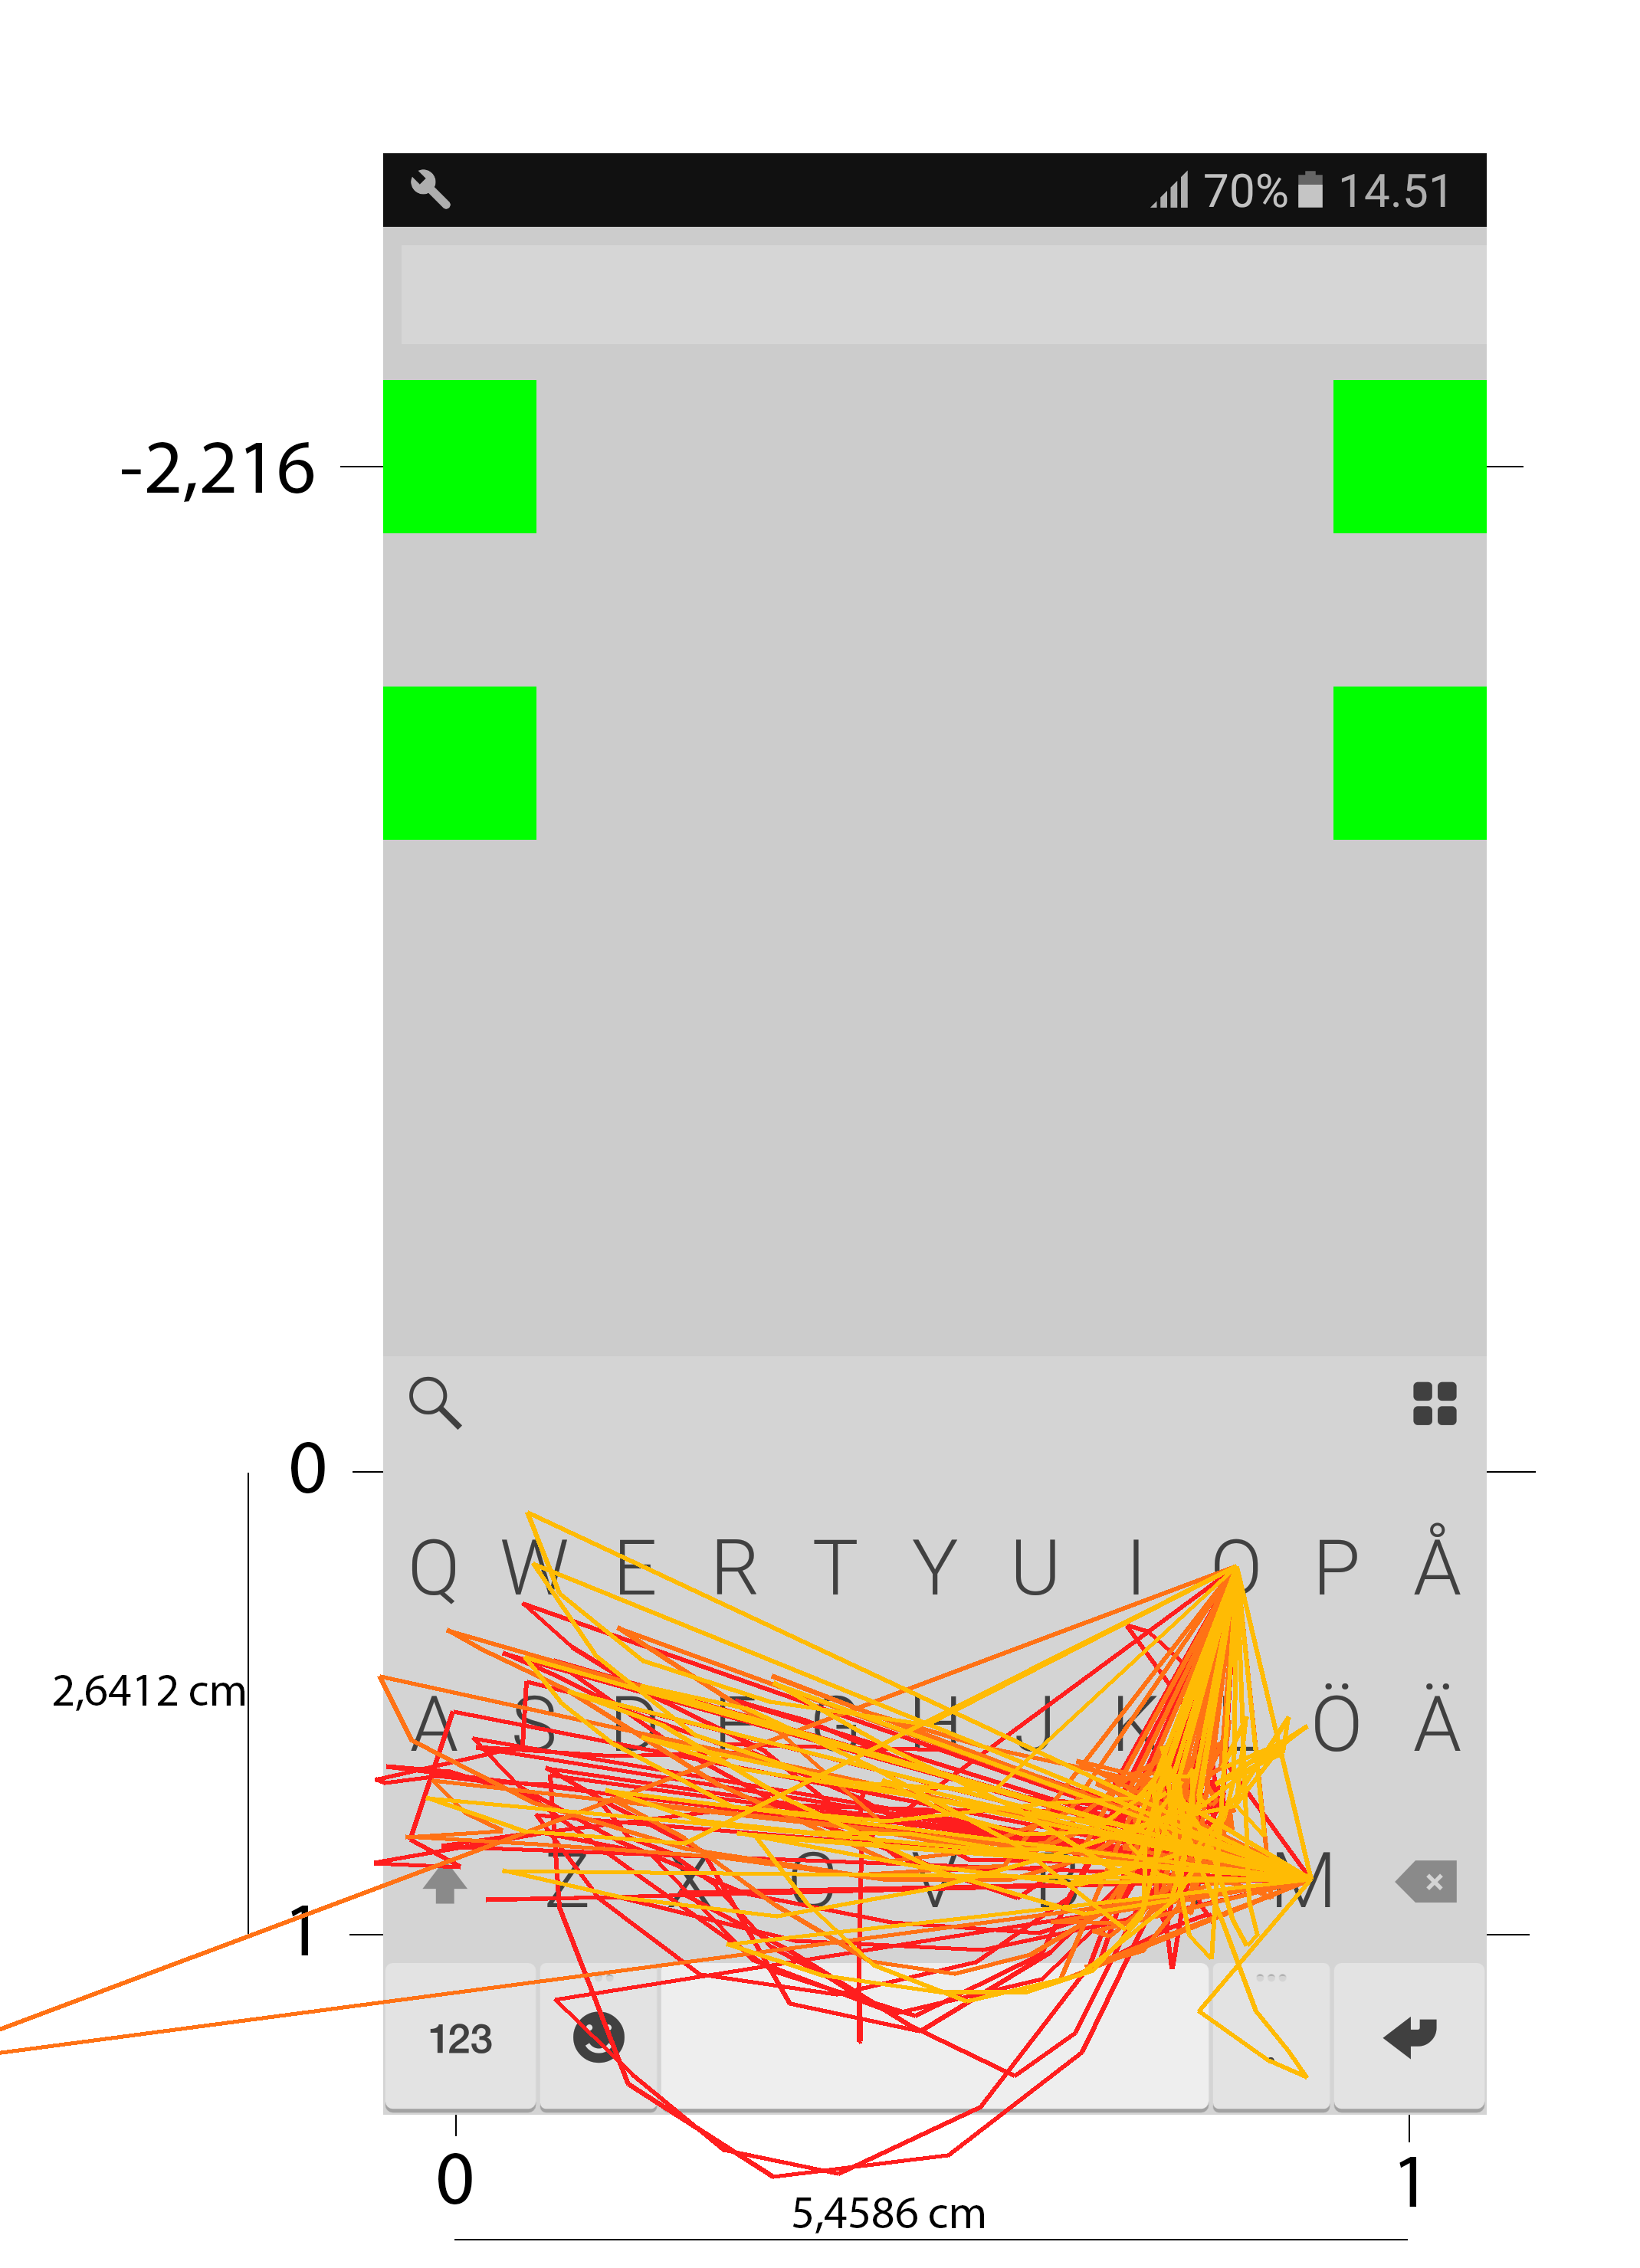 70% 14.51
-2,216
0
Q W E R T Y U I O P Å
2,6412 cm
A S D F G H J K L Ö Ä
Z X C V B N M
1
123
0
1
5,4586 cm